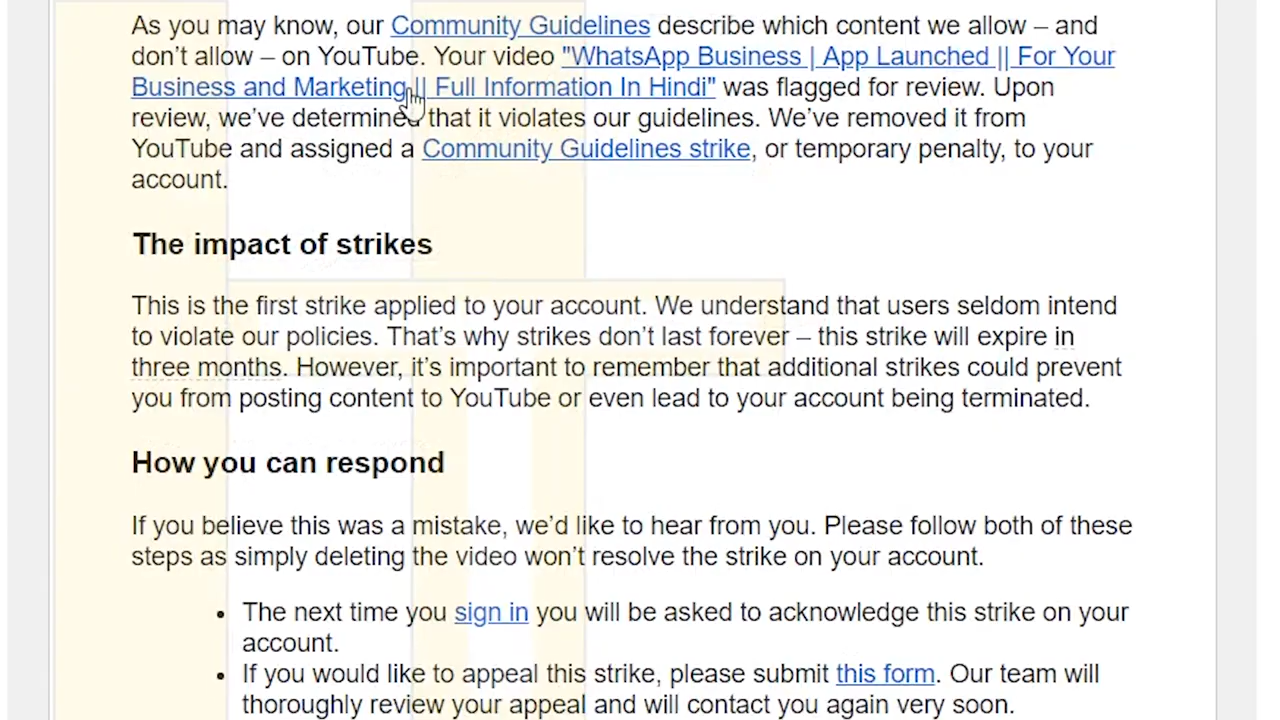 As you may know, our Community Guidelines describe which content we allow – and
don’t allow – on YouTube. Your video "WhatsApp Business | App Launched || For Your
Business and Marketing || Full Information In Hindi" was flagged for review. Upon
review, we’ve determined that it violates our guidelines. We’ve removed it from
YouTube and assigned a Community Guidelines strike, or temporary penalty, to your
account.
The impact of strikes
This is the first strike applied to your account. We understand that users seldom intend
to violate our policies. That’s why strikes don’t last forever – this strike will expire in
three months. However, it’s important to remember that additional strikes could prevent
you from posting content to YouTube or even lead to your account being terminated.
How you can respond
If you believe this was a mistake, we’d like to hear from you. Please follow both of these
steps as simply deleting the video won’t resolve the strike on your account.
• The next time you sign in you will be asked to acknowledge this strike on your
account.
• If you would like to appeal this strike, please submit this form. Our team will
thoroughly review your appeal and will contact you again very soon.